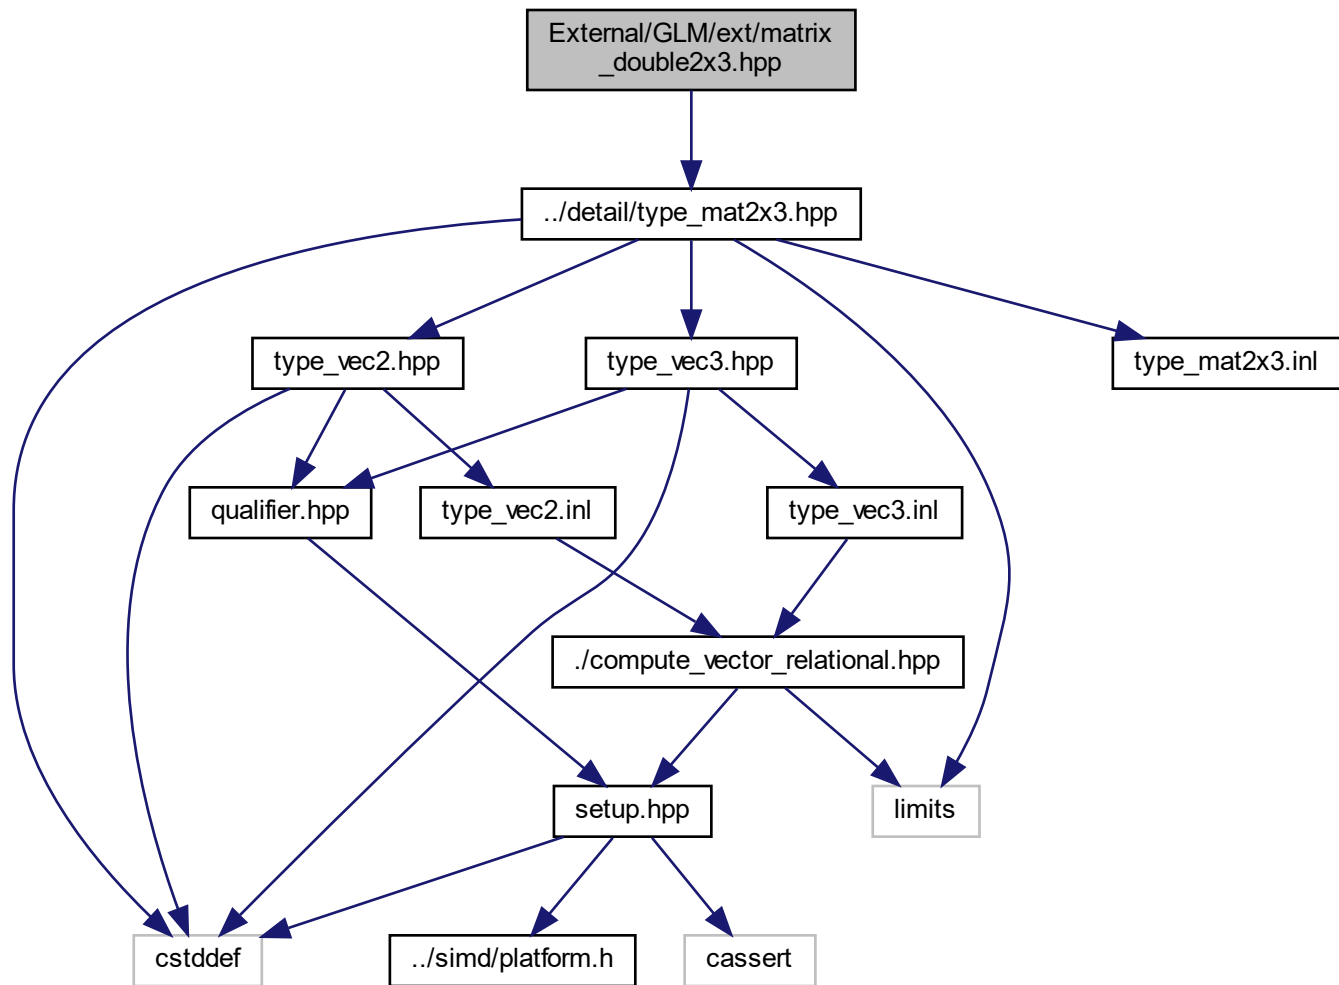 External/GLM/ext/matrix
_double2x3.hpp
../detail/type_mat2x3.hpp
type_vec2.hpp
type_vec3.hpp
type_mat2x3.inl
qualifier.hpp
type_vec2.inl
type_vec3.inl
./compute_vector_relational.hpp
setup.hpp
limits
cstddef
../simd/platform.h
cassert